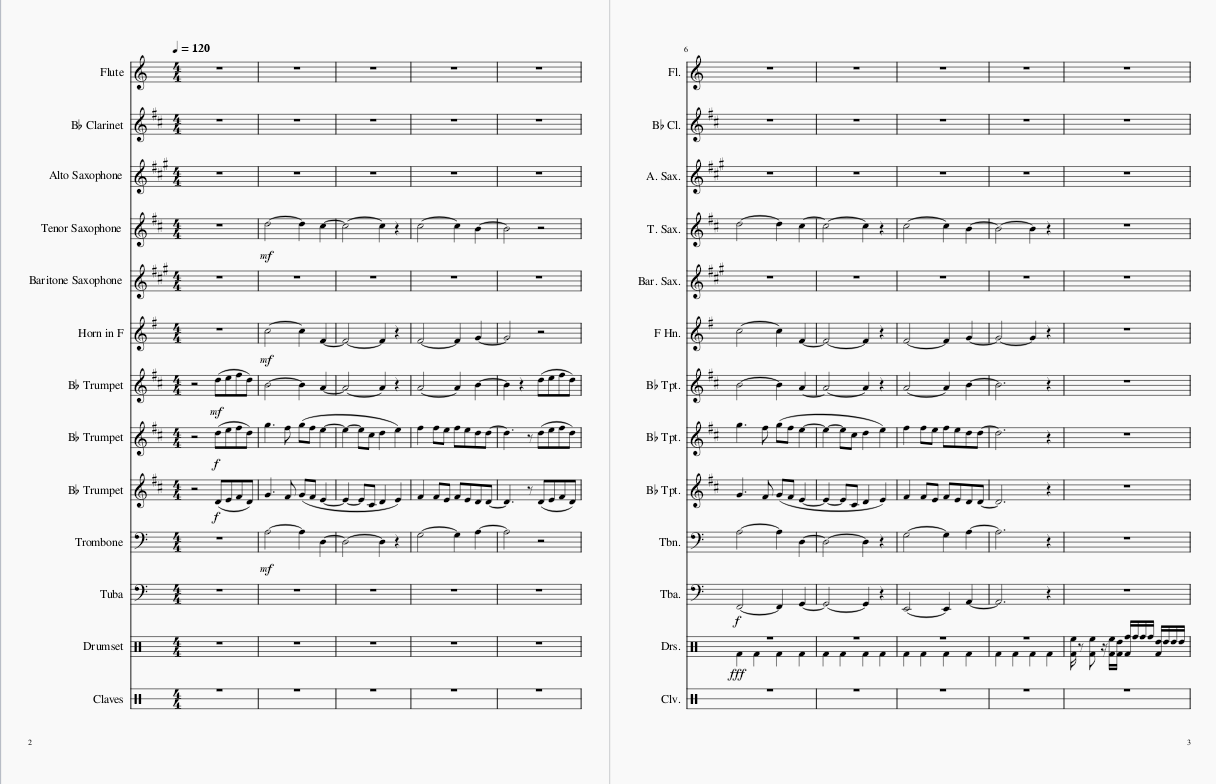 ♩ = 120
Flute
B♭ Clarinet
Alto Saxophone
Tenor Saxophone
mf
Baritone Saxophone
Horn in F
mf
B♭ Trumpet
mf
B♭ Trumpet
f
B♭ Trumpet
f
Trombone
mf
Tuba
Drumset
Claves
2
6
Fl.
B♭ Cl.
A. Sax.
T. Sax.
Bar. Sax.
F Hn.
B♭ Tpt.
B♭ Tpt.
B♭ Tpt.
Tbn.
Tba.
f
Drs.
fff
Clv.
3